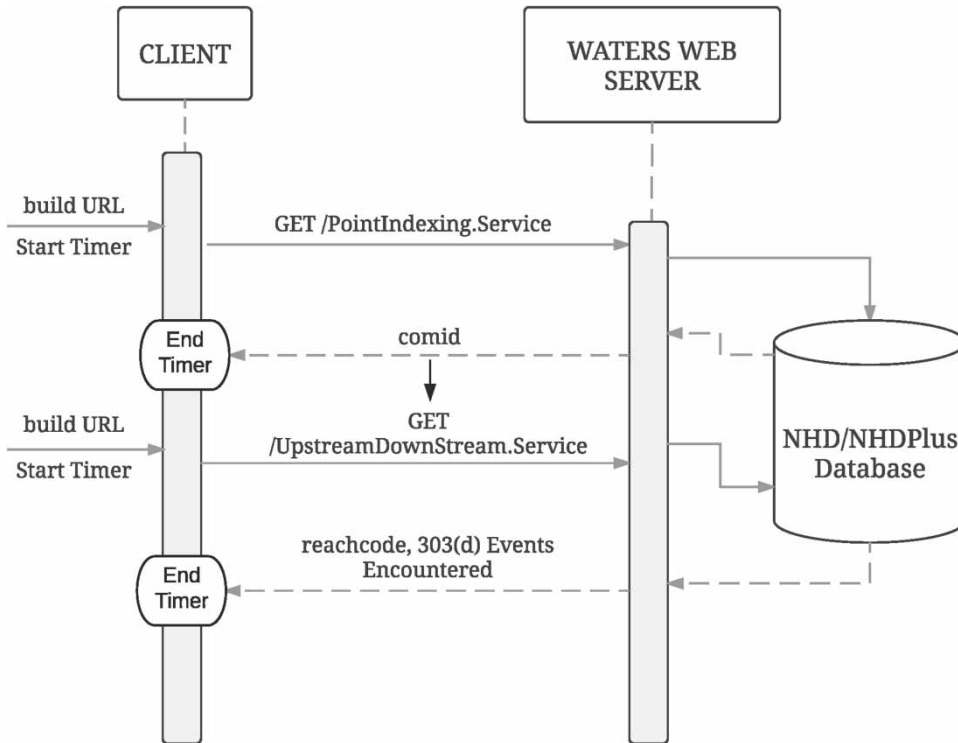 CLIENT
WATERS WEB
SERVER
build URL
Start Timer
GET /PointIndexing.Service
End
Timer
comid
build URL
Start Timer
GET
/UpstreamDownStream.Service
NHD/NHDPlus
Database
reachcode, 303(d) Events
Encountered
End
Timer